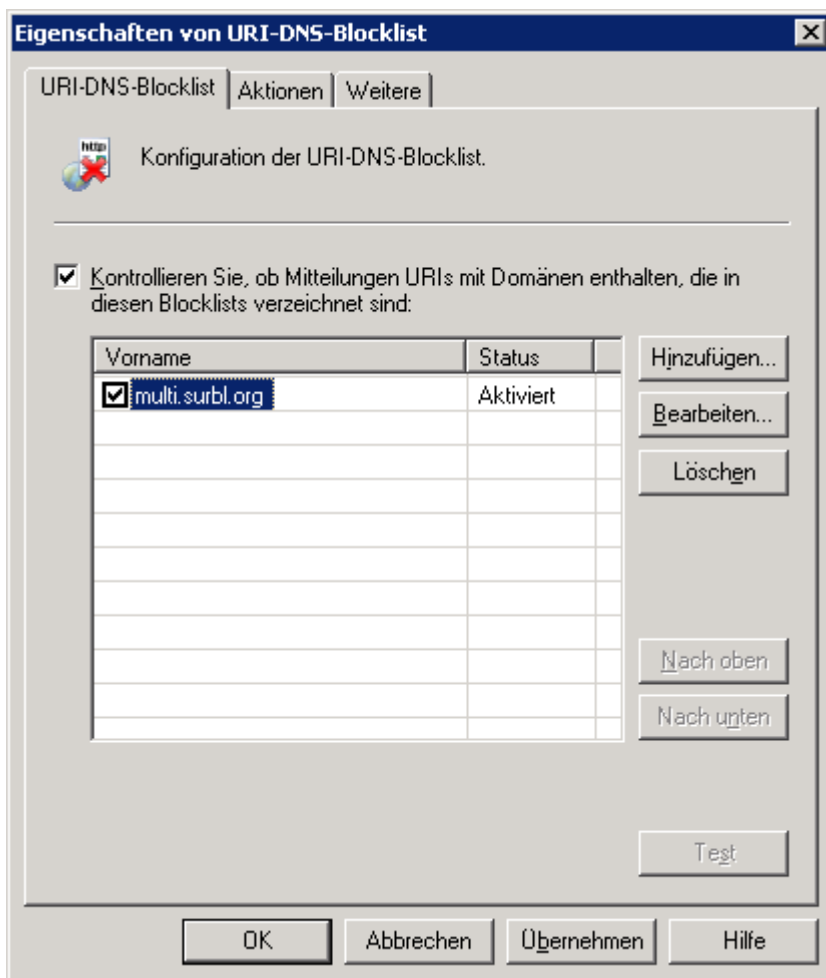 Eigenschaften von URI-DNS-Blocklist
URI-DNS-Blocklist Aktionen Weitere
http
Konfiguration der URI-DNS-Blocklist.
Kontrollieren Sie, ob Mitteilungen URIs mit Domänen enthalten, die in
diesen Blocklists verzeichnet sind:
Vorname Status
multi.surbl.org Aktiviert
Hinzufügen...
Bearbeiten...
Löschen
Nach oben
Nach unten
Test
OK Abbrechen Übernehmen Hilfe